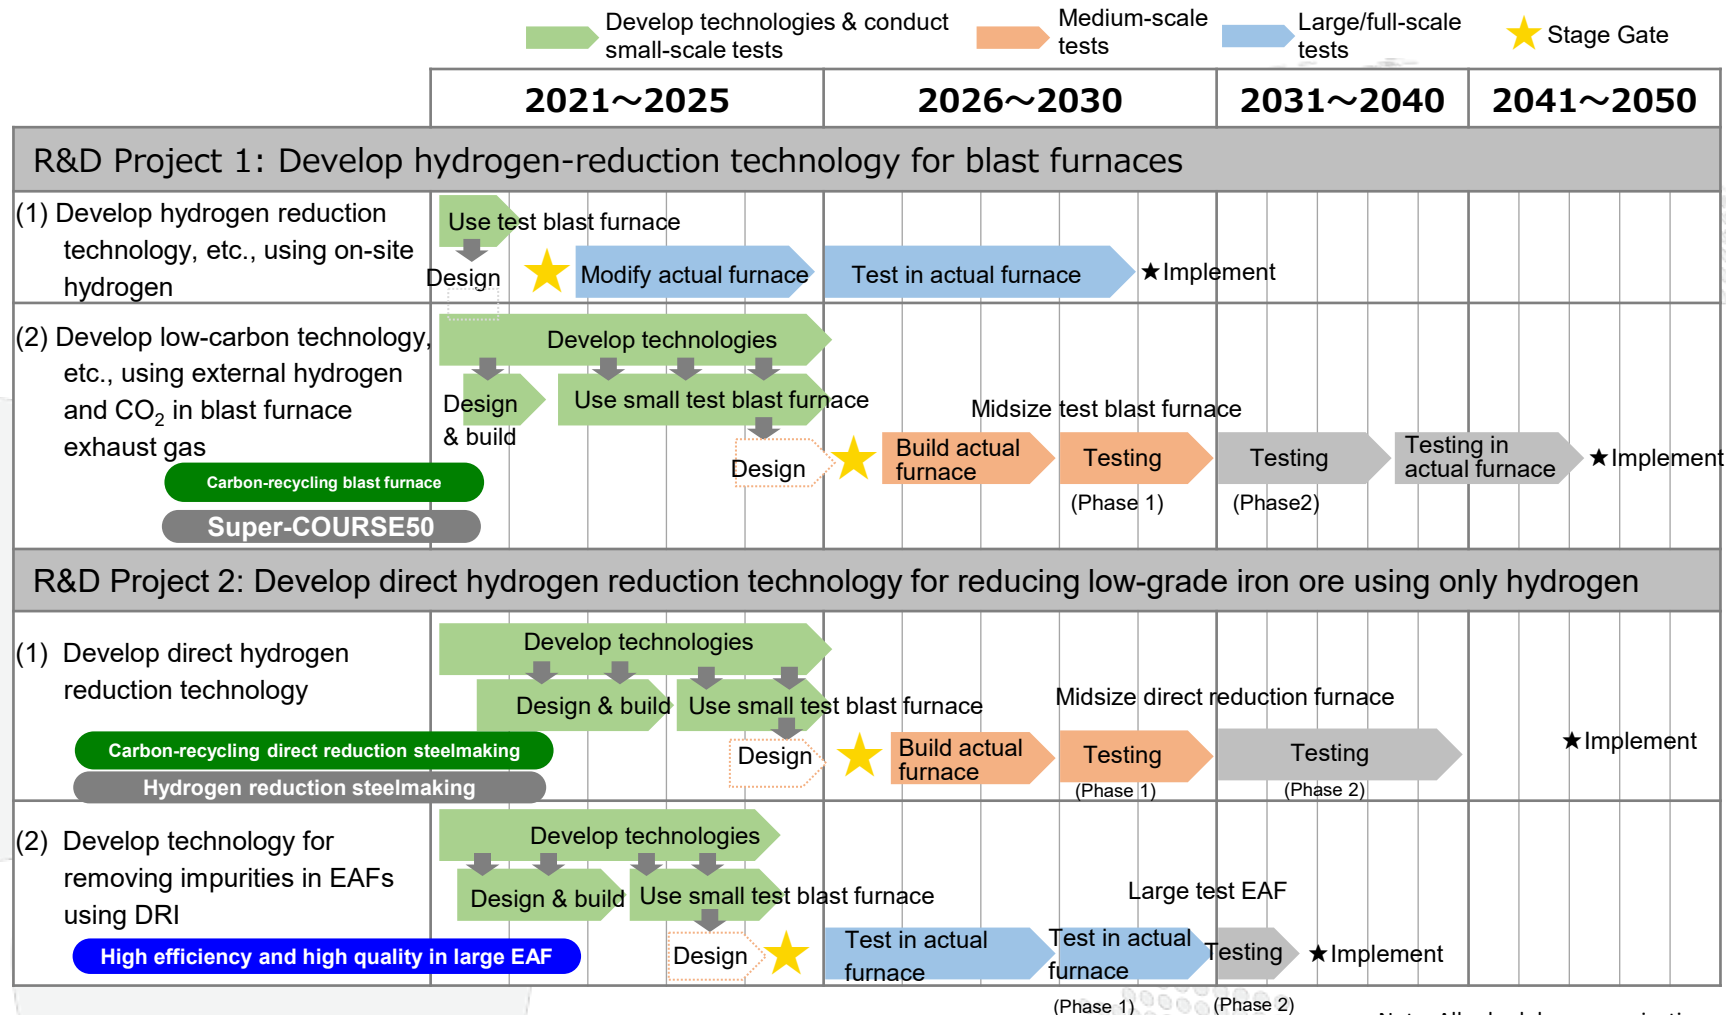 Develop technologies & conduct
small-scale tests
Medium-scale
tests
Large/full-scale
tests
Stage Gate
2021～2025
2026～2030
2031～2040
2041～2050
R&D Project 1: Develop hydrogen-reduction technology for blast furnaces
(1) Develop hydrogen reduction
technology, etc., using on-site
hydrogen
Use test blast furnace
Design
Modify actual furnace
Test in actual furnace
★Implement
(2) Develop low-carbon technology,
etc., using external hydrogen
and CO2 in blast furnace
exhaust gas
Carbon-recycling blast furnace
Super-COURSE50
Develop technologies
Design
& build
Use small test blast furnace
Design
Midsize test blast furnace
Build actual
furnace
Testing
(Phase 1)
Testing
(Phase2)
Testing in
actual furnace
★Implement
R&D Project 2: Develop direct hydrogen reduction technology for reducing low-grade iron ore using only hydrogen
(1) Develop direct hydrogen
reduction technology
Carbon-recycling direct reduction steelmaking
Hydrogen reduction steelmaking
Develop technologies
Design & build
Use small test blast furnace
Design
Midsize direct reduction furnace
Build actual
furnace
Testing
(Phase 1)
Testing
(Phase 2)
★Implement
(2) Develop technology for
removing impurities in EAFs
using DRI
High efficiency and high quality in large EAF
Develop technologies
Design & build
Use small test blast furnace
Design
Large test EAF
Test in actual
furnace
Test in actual
furnace
(Phase 1)
Testing
(Phase 2)
★Implement